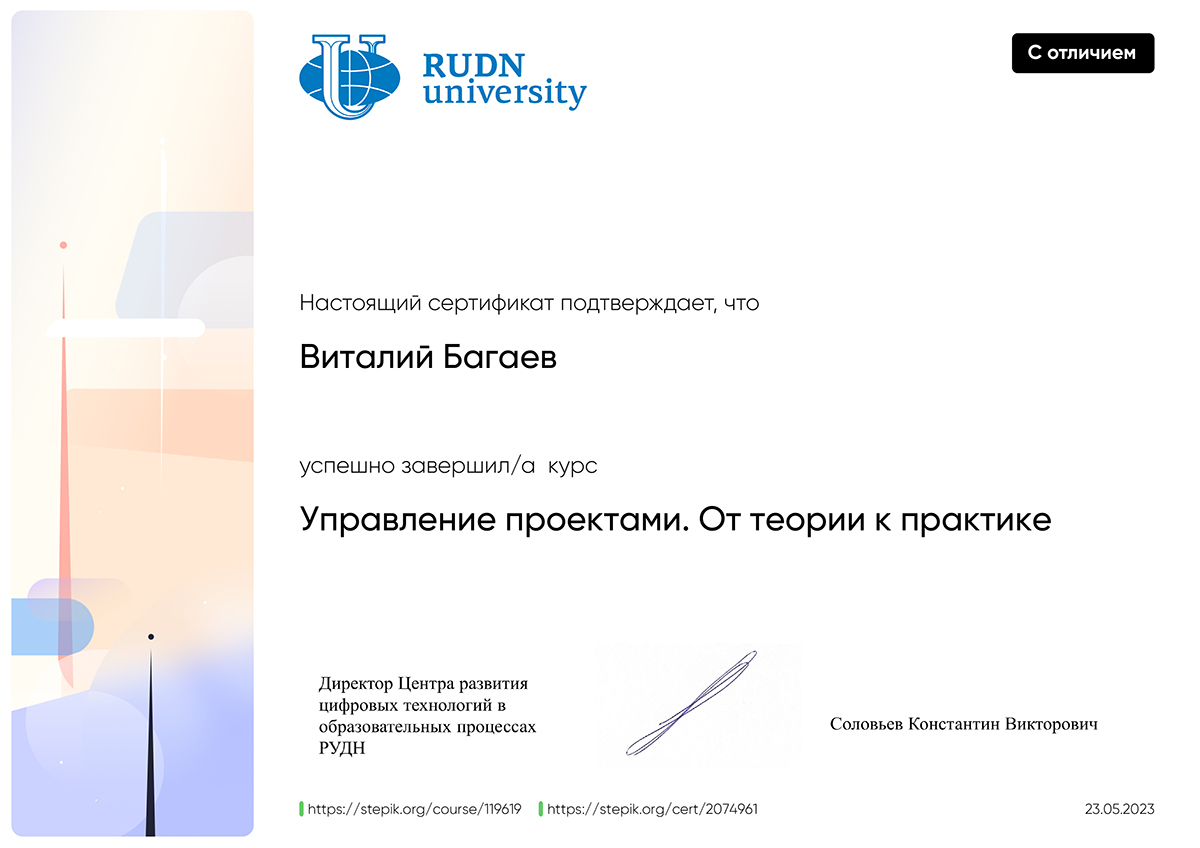 RUDN
university
С отличием
Настоящий сертификат подтверждает, что
Виталий Багаев
успешно завершил/а курс
Управление проектами. От теории к практике
Директор Центра развития
цифровых технологий в
образовательных процессах
РУДН
Соловьев Константин Викторович
https://stepik.org/course/119619
https://stepik.org/cert/2074961
23.05.2023